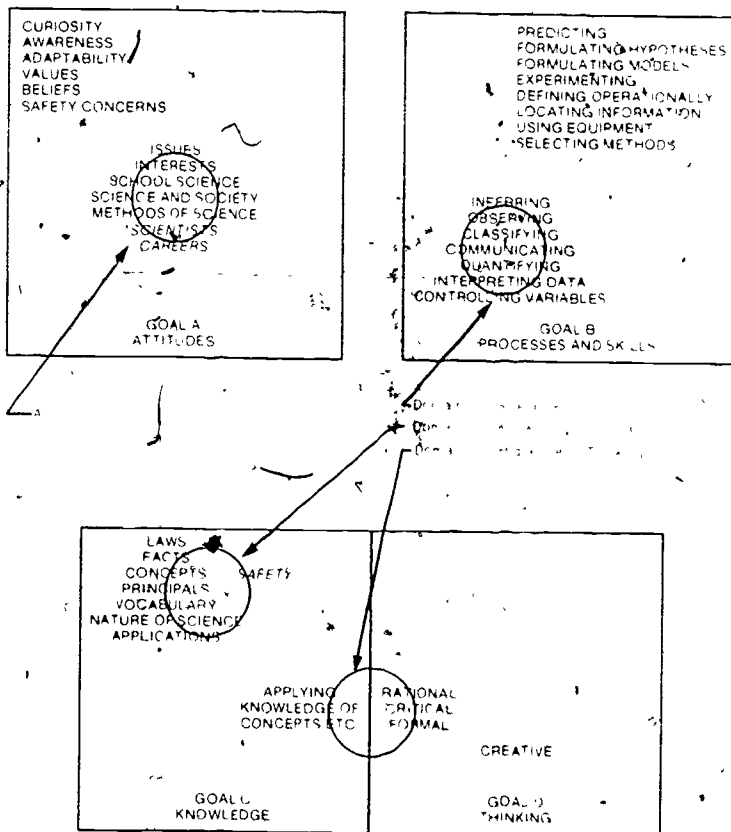 CURIOSITY
AWARENESS
ADAPTABILITY
VALUES
BELIEFS
SAFETY CONCERNS
ISSUES
INTERESTS
SCHOOL SCIENCE
SCIENCE AND SOCIETY
METHODS OF SCIENCE
SCIENTISTS
CAREERS
GOAL A
ATTITUDES
PREDICTING
FORMULATING HYPOTHESES
FORMULATING MODELS
EXPERIMENTING
DEFINING OPERATIONALLY
LOCATING INFORMATION
USING EQUIPMENT
SELECTING METHODS
INFERRING
OBSERVING
CLASSIFYING
COMMUNICATING
QUANTIFYING
INTERPRETING DATA
CONTROLLING VARIABLES
GOAL B
PROCESSES AND SKILLS
LAWS
FACTS
CONCEPTS SAFETY
PRINCIPALS
VOCABULARY
NATURE OF SCIENCE
APPLICATIONS
APPLYING
KNOWLEDGE OF
CONCEPTS ETC
GOAL C
KNOWLEDGE
RATIONAL
CRITICAL
FORMAL
CREATIVE
GOAL D
THINKING